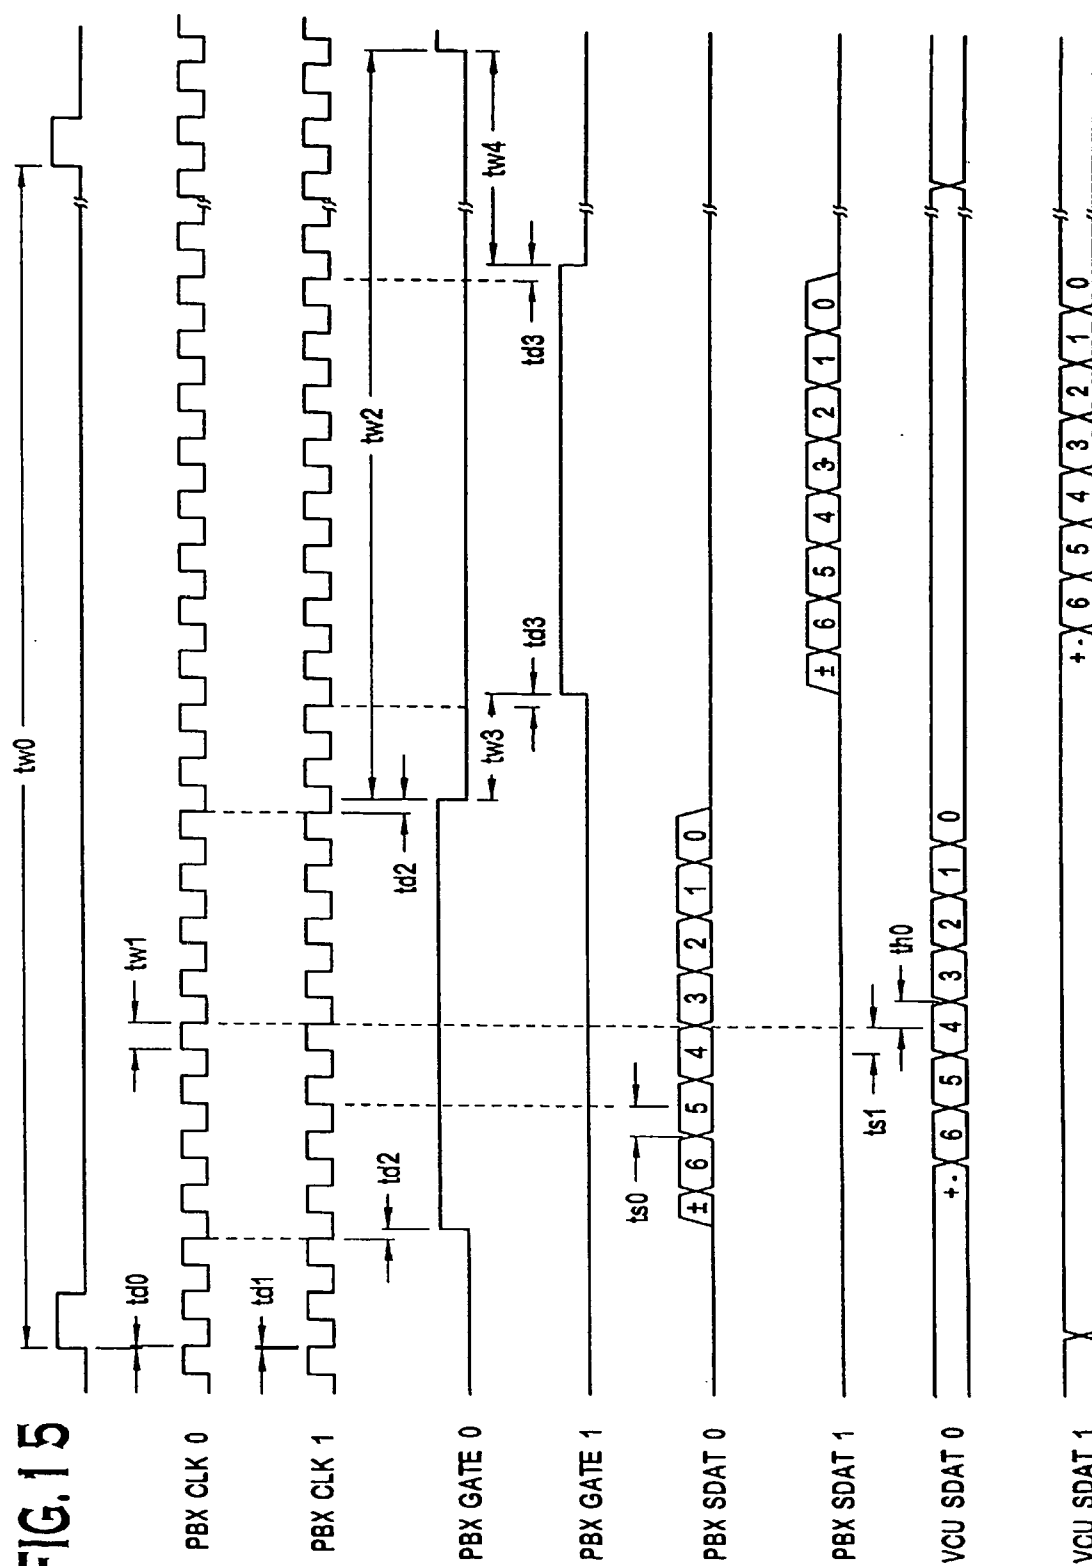 FIG. 15
tw0
td0
tw1
PBX CLK 0
td1
PBX CLK 1
tw2
td2
td2
PBX GATE 0
tw3
tw4
td3
td3
PBX GATE 1
ts0
PBX SDAT 0
± 6 5 4 3 2 1 0
PBX SDAT 1
± 6 5 4 3 2 1 0
ts1
th0
VCU SDAT 0
+- 6 5 4 3 2 1 0
VCU SDAT 1
+- 6 5 4 3 2 1 0